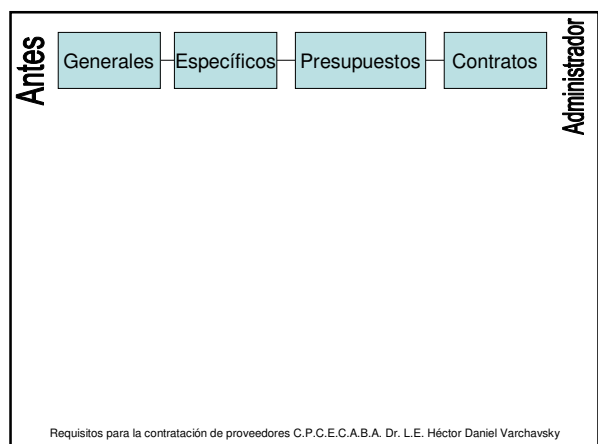 Antes
Generales
Específicos
Presupuestos
Contratos
Administrador
Requisitos para la contratación de proveedores C.P.C.E.C.A.B.A. Dr. L.E. Héctor Daniel Varchavsky